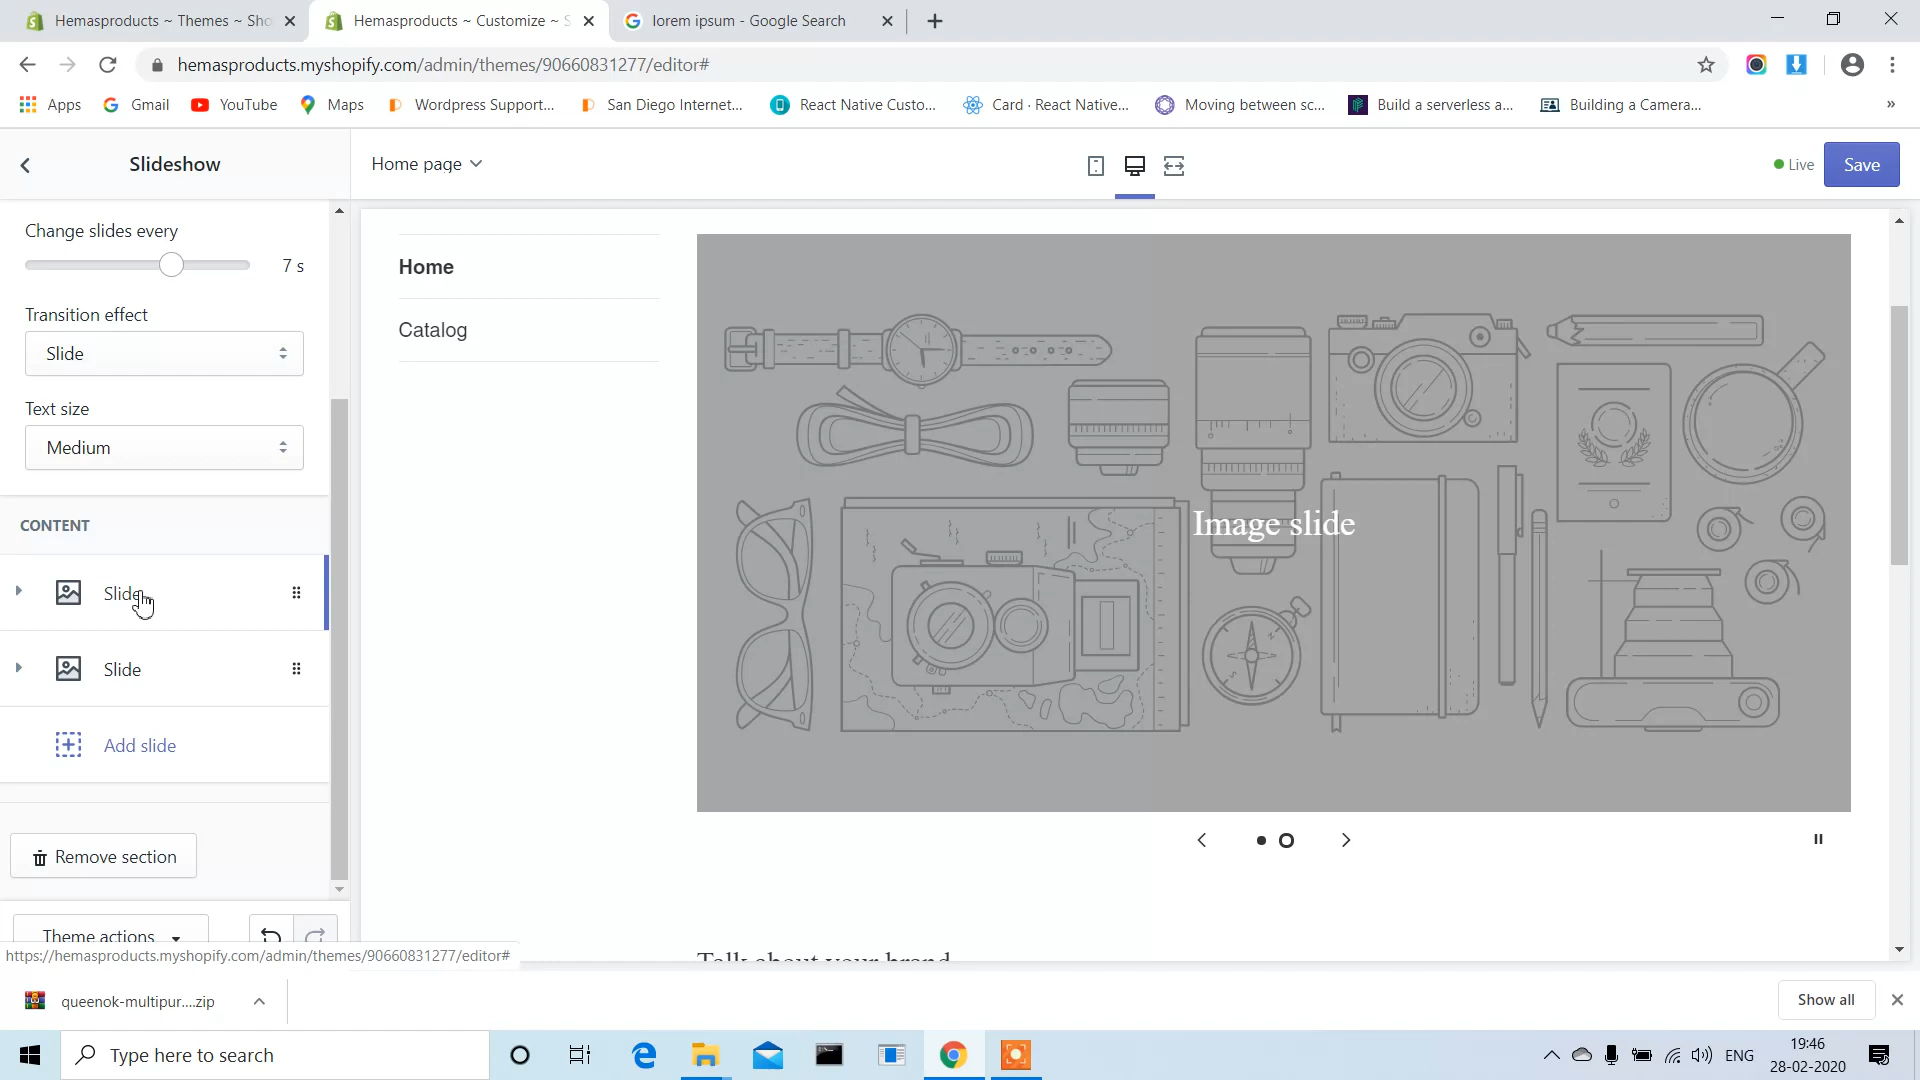 Hemasproducts ~ Themes ~ Sho
Hemasproducts ~ Customize ~ S
lorem ipsum - Google Search
hemasproducts.myshopify.com/admin/themes/90660831277/editor#
Apps
Gmail
YouTube
Maps
Wordpress Support...
San Diego Internet...
React Native Custo...
Card · React Native...
Moving between sc...
Build a serverless a...
Building a Camera...
»
Slideshow
Home page
Live
Save
Change slides every
7 s
Transition effect
Slide
Text size
Medium
CONTENT
Slide
Slide
Add slide
Remove section
Theme actions
https://hemasproducts.myshopify.com/admin/themes/90660831277/editor#
Home
Catalog
Image slide
Talk about your brand
queenok-multipur....zip
Show all
Type here to search
ENG
19:46
28-02-2020